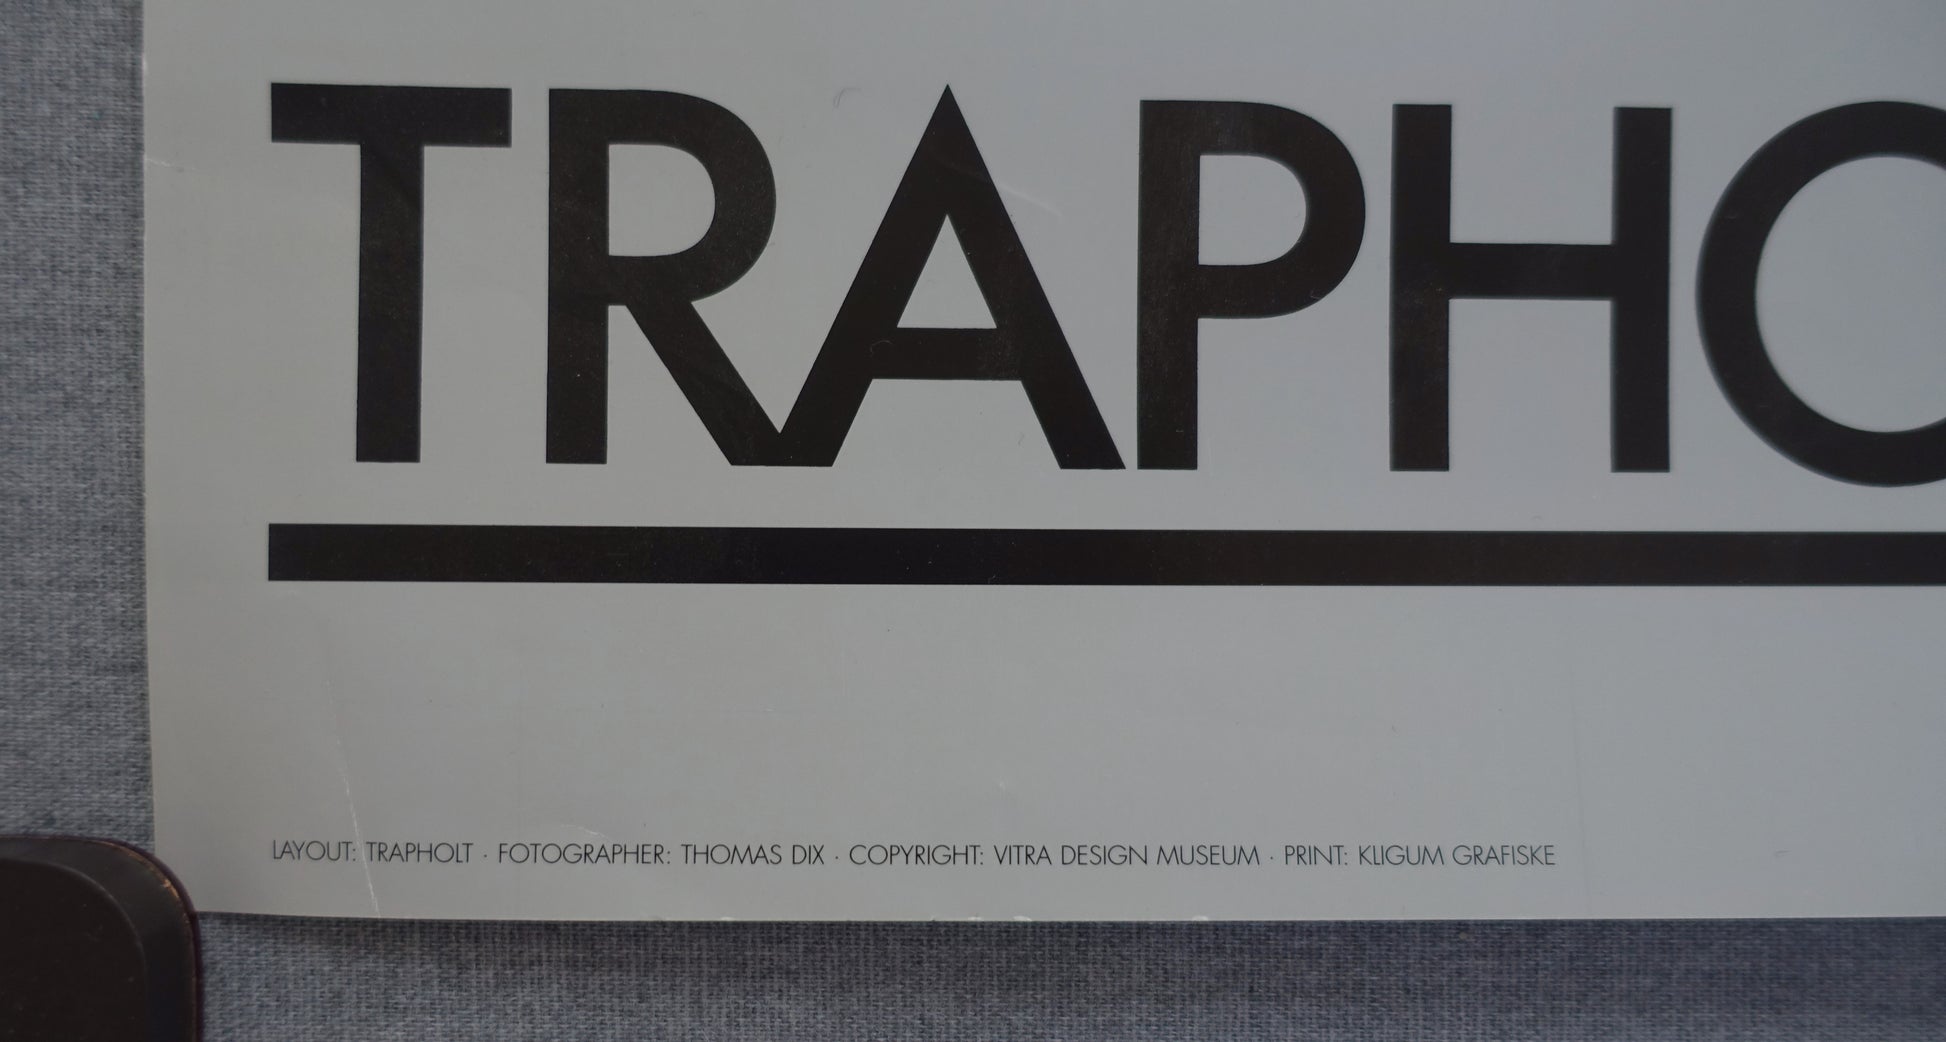 TRAPHO
LAYOUT: TRAPHOLT · FOTOGRAPHER: THOMAS DIX · COPYRIGHT: VITRA DESIGN MUSEUM · PRINT: KLIGUM GRAFISKE